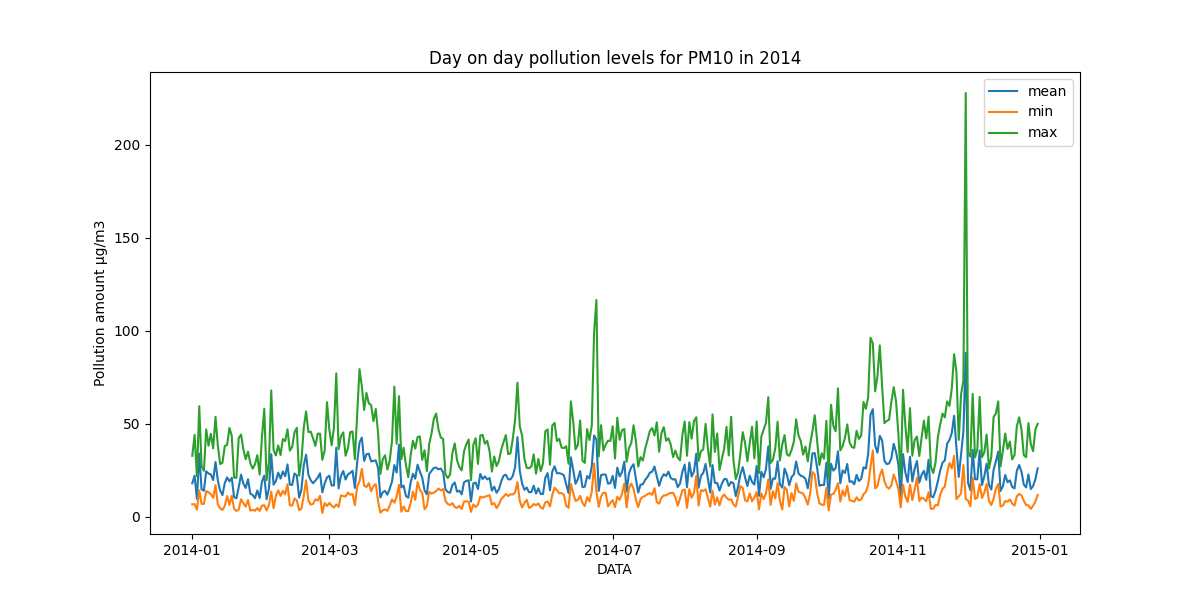 Day on day pollution levels for PM10 in 2014
mean
min
max
Pollution amount µg/m3
200
150
100
50
0
2014-01
2014-03
2014-05
2014-07
2014-09
2014-11
2015-01
DATA